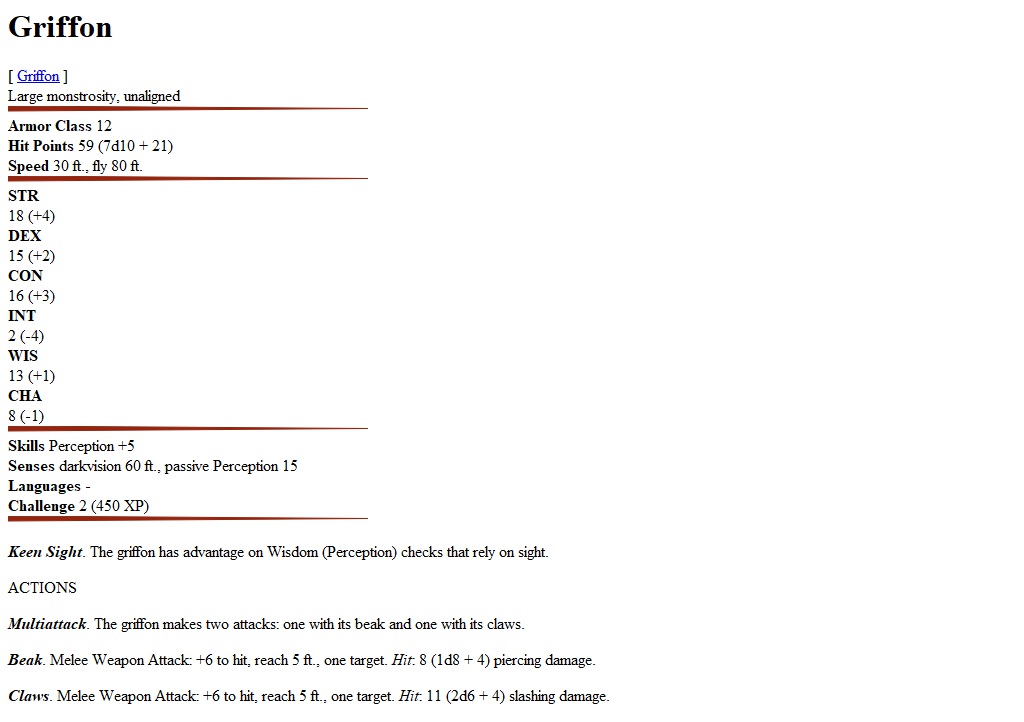 Griffon
[ Griffon ]
Large monstrosity, unaligned
Armor Class 12
Hit Points 59 (7d10 + 21)
Speed 30 ft., fly 80 ft.
STR
18 (+4)
DEX
15 (+2)
CON
16 (+3)
INT
2 (-4)
WIS
13 (+1)
CHA
8 (-1)
Skills Perception +5
Senses darkvision 60 ft., passive Perception 15
Languages -
Challenge 2 (450 XP)
Keen Sight. The griffon has advantage on Wisdom (Perception) checks that rely on sight.
ACTIONS
Multiattack. The griffon makes two attacks: one with its beak and one with its claws.
Beak. Melee Weapon Attack: +6 to hit, reach 5 ft., one target. Hit: 8 (1d8 + 4) piercing damage.
Claws. Melee Weapon Attack: +6 to hit, reach 5 ft., one target. Hit: 11 (2d6 + 4) slashing damage.